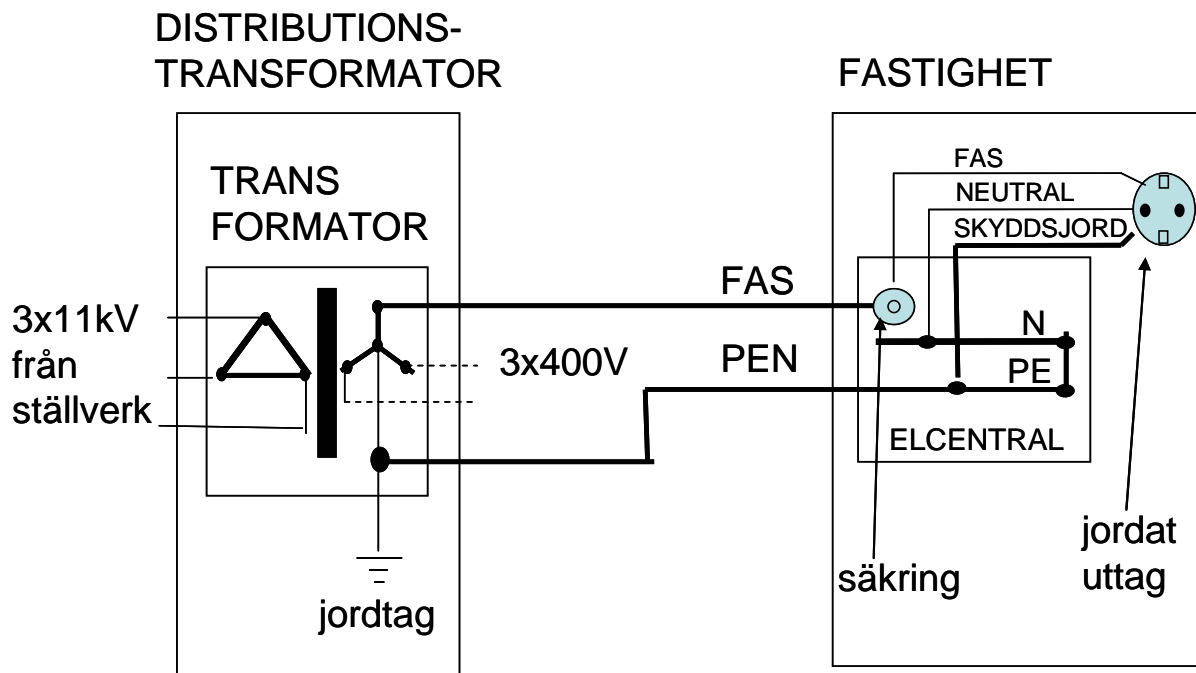 DISTRIBUTIONS-
TRANSFORMATOR
FASTIGHET
TRANS
FORMATOR
FAS
NEUTRAL
SKYDDSJORD
3x11kV
från
ställverk
FAS
3x400V
PEN
N
PE
ELCENTRAL
jordtag
säkring
jordat
uttag